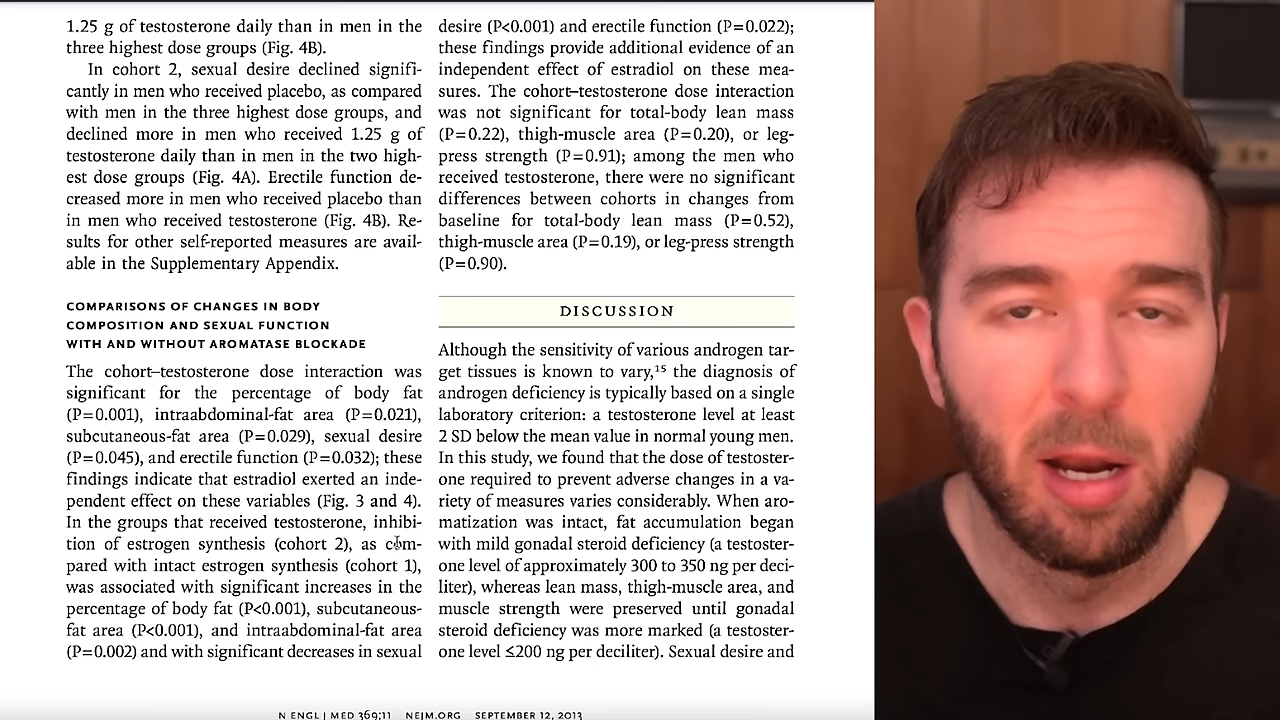 1.25 g of testosterone daily than in men in the
three highest dose groups (Fig. 4B).
In cohort 2, sexual desire declined signifi-
cantly in men who received placebo, as compared
with men in the three highest dose groups, and
declined more in men who received 1.25 g of
testosterone daily than in men in the two high-
est dose groups (Fig. 4A). Erectile function de-
creased more in men who received placebo than
in men who received testosterone (Fig. 4B). Re-
sults for other self-reported measures are avail-
able in the Supplementary Appendix.
COMPARISONS OF CHANGES IN BODY
COMPOSITION AND SEXUAL FUNCTION
WITH AND WITHOUT AROMATASE BLOCKADE
The cohort–testosterone dose interaction was
significant for the percentage of body fat
(P=0.001), intraabdominal-fat area (P=0.021),
subcutaneous-fat area (P=0.029), sexual desire
(P=0.045), and erectile function (P=0.032); these
findings indicate that estradiol exerted an inde-
pendent effect on these variables (Fig. 3 and 4).
In the groups that received testosterone, inhibi-
tion of estrogen synthesis (cohort 2), as com-
pared with intact estrogen synthesis (cohort 1),
was associated with significant increases in the
percentage of body fat (P<0.001), subcutaneous-
fat area (P<0.001), and intraabdominal-fat area
(P=0.002) and with significant decreases in sexual
desire (P<0.001) and erectile function (P=0.022);
these findings provide additional evidence of an
independent effect of estradiol on these mea-
sures. The cohort–testosterone dose interaction
was not significant for total-body lean mass
(P=0.22), thigh-muscle area (P=0.20), or leg-
press strength (P=0.91); among the men who
received testosterone, there were no significant
differences between cohorts in changes from
baseline for total-body lean mass (P=0.52),
thigh-muscle area (P=0.19), or leg-press strength
(P=0.90).
DISCUSSION
Although the sensitivity of various androgen tar-
get tissues is known to vary,¹⁵ the diagnosis of
androgen deficiency is typically based on a single
laboratory criterion: a testosterone level at least
2 SD below the mean value in normal young men.
In this study, we found that the dose of testoster-
one required to prevent adverse changes in a va-
riety of measures varies considerably. When aro-
matization was intact, fat accumulation began
with mild gonadal steroid deficiency (a testoster-
one level of approximately 300 to 350 ng per deci-
liter), whereas lean mass, thigh-muscle area, and
muscle strength were preserved until gonadal
steroid deficiency was more marked (a testoster-
one level ≤200 ng per deciliter). Sexual desire and
N ENGL J MED 369;11 NEJM.ORG SEPTEMBER 12, 2013